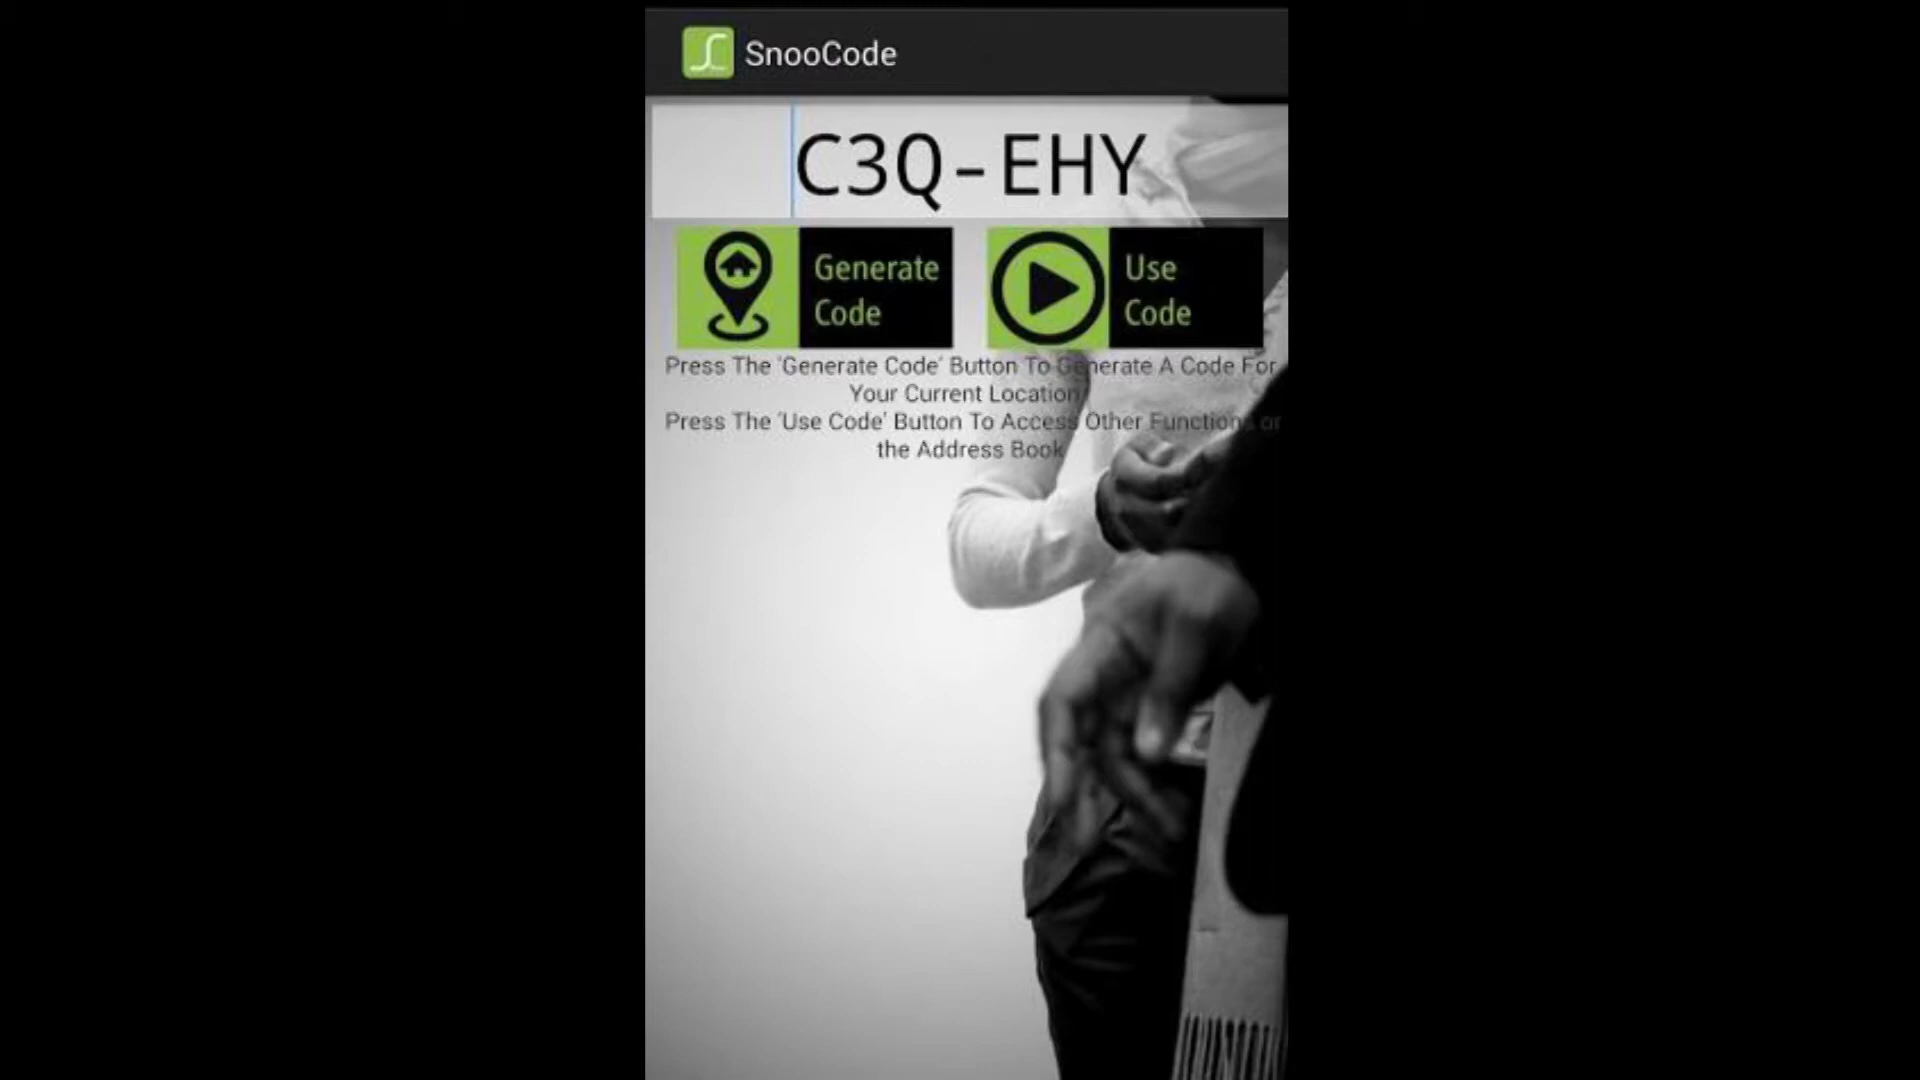 SnooCode
C3Q-EHY
Generate
Code
Use
Code
Press The 'Generate Code' Button To Generate A Code For
Your Current Location
Press The 'Use Code' Button To Access Other Functions or
the Address Book